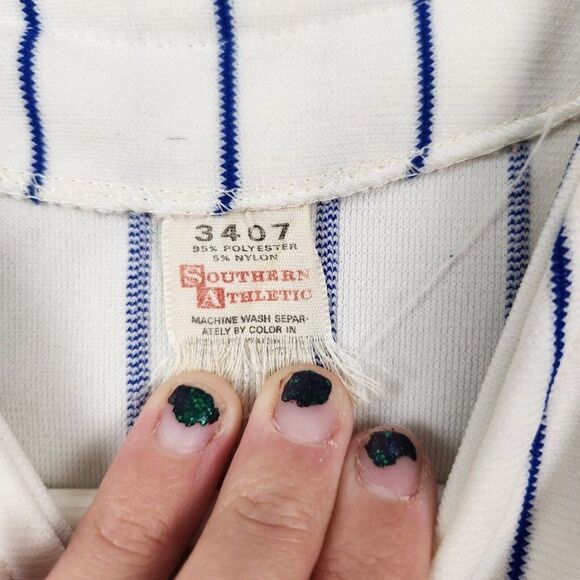 3407
95% POLYESTER
5% NYLON
SOUTHERN
ATHLETIC
MACHINE WASH SEPAR-
ATELY BY COLOR IN